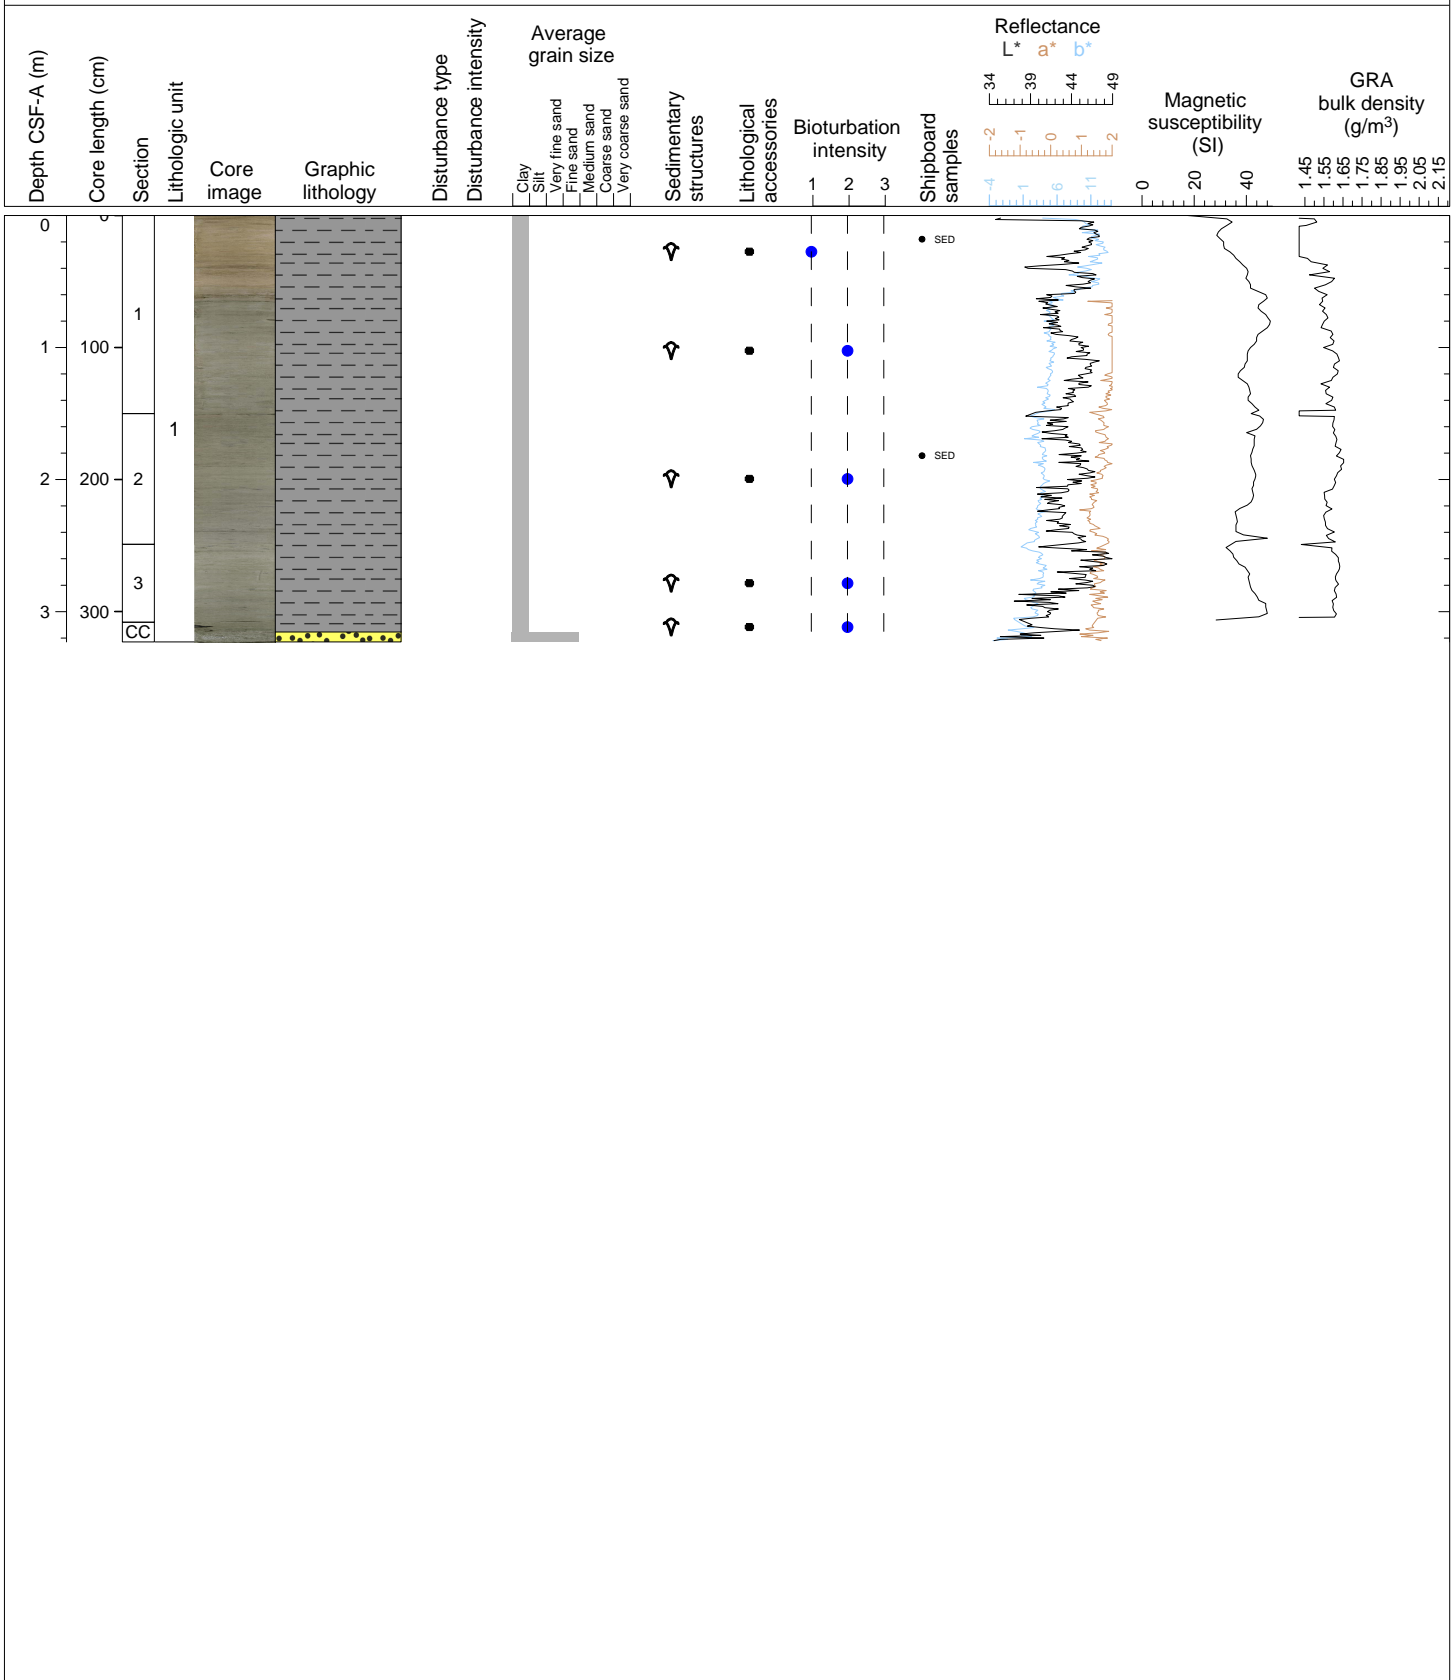 Depth CSF-A (m)
Core length (cm)
Section
Lithologic unit
Core
image
Graphic
lithology
Disturbance type
Disturbance intensity
Average
grain size
Clay
Silt
Very fine sand
Fine sand
Medium sand
Coarse sand
Very coarse sand
Sedimentary
structures
Lithological
accessories
Bioturbation
intensity
1 2 3
Shipboard
samples
Reflectance
L* a* b*
34 39 44 49
-2 -1 0 1 2
-4 1 6 11
Magnetic
susceptibility
(SI)
0 20 40
GRA
bulk density
(g/m³)
1.45 1.55 1.65 1.75 1.85 1.95 2.05 2.15
0 0
SED
1
1 100
1
SED
2 200 2
3
3 300
CC